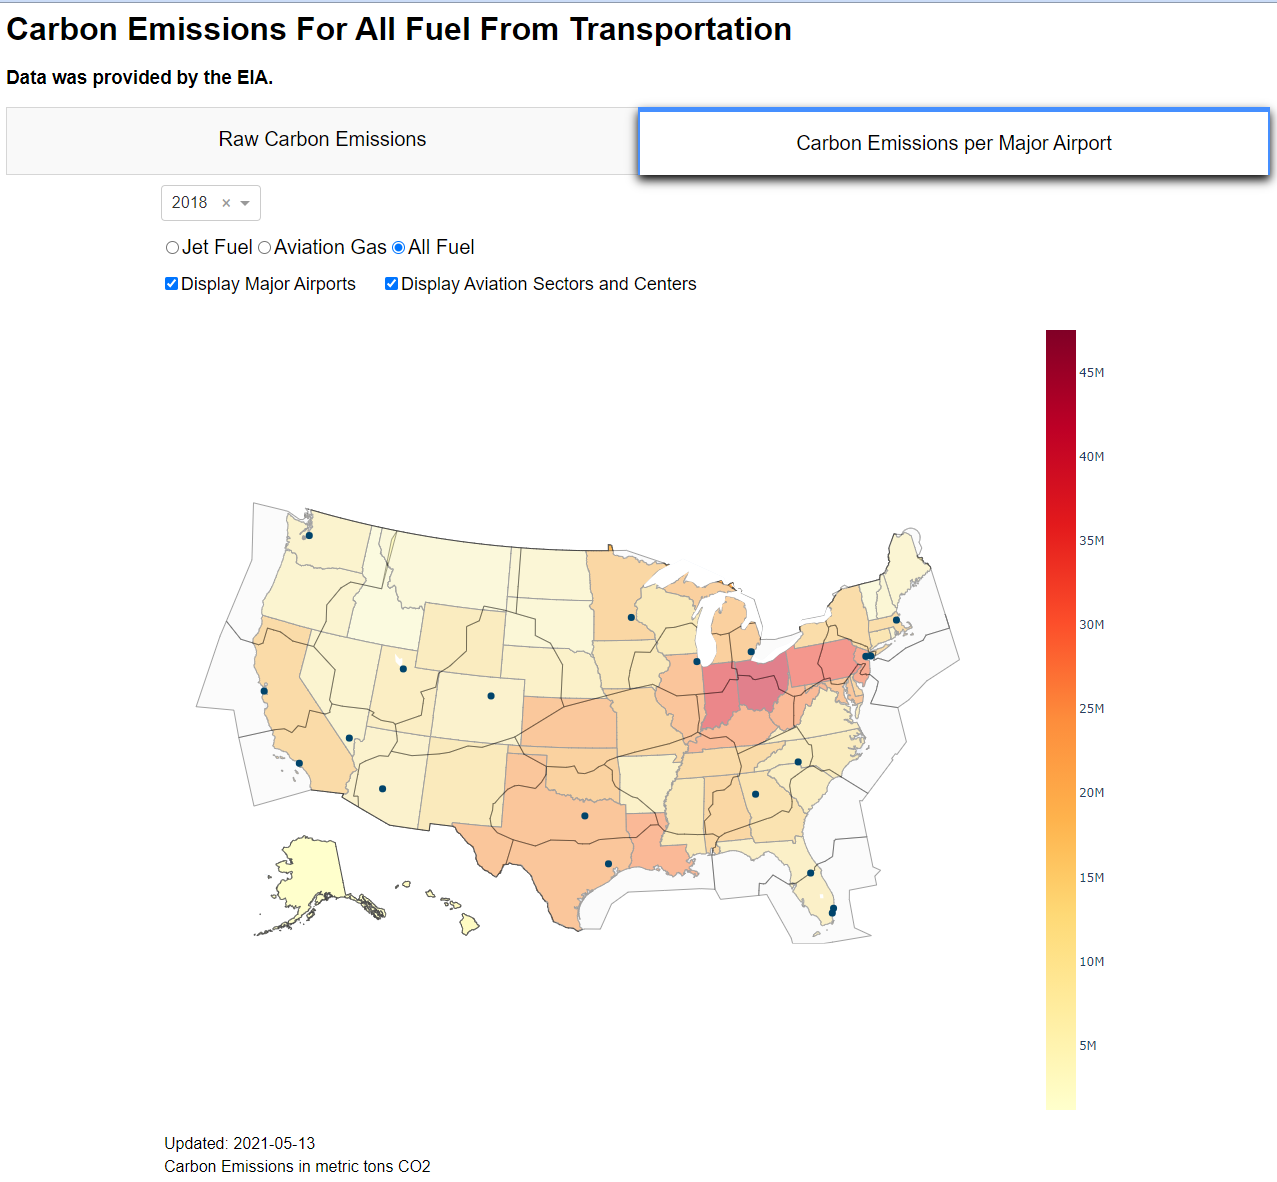 Carbon Emissions For All Fuel From Transportation
Data was provided by the EIA.
Raw Carbon Emissions
Carbon Emissions per Major Airport
2018 ×
Jet Fuel Aviation Gas All Fuel
Display Major Airports Display Aviation Sectors and Centers
45M
40M
35M
30M
25M
20M
15M
10M
5M
Updated: 2021-05-13
Carbon Emissions in metric tons CO2